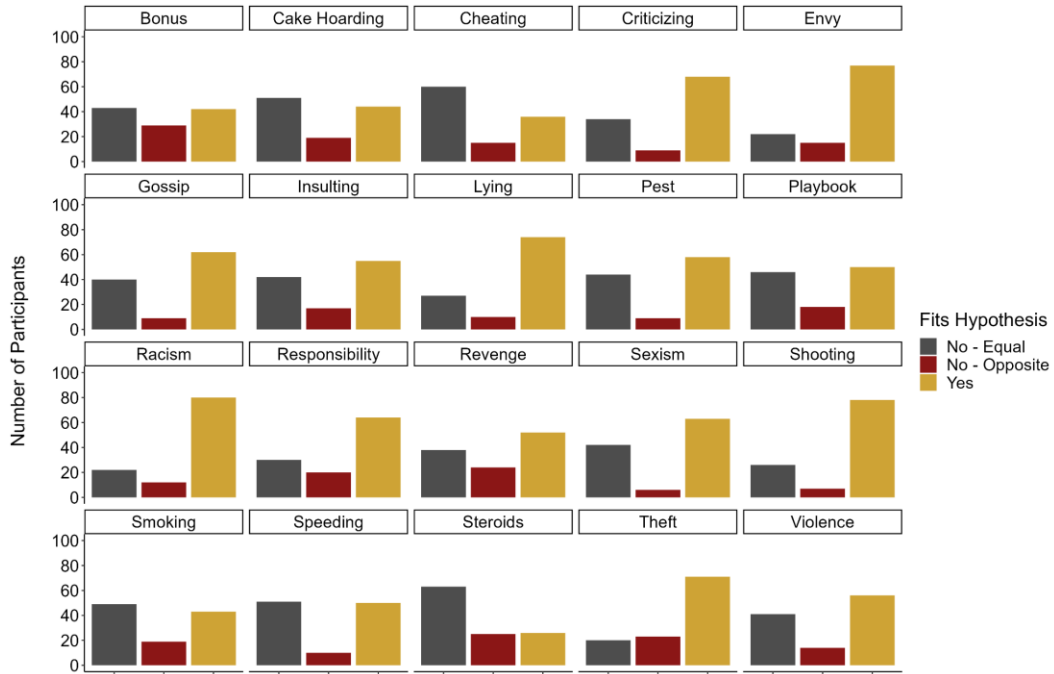 Bonus Cake Hoarding Cheating Criticizing Envy
100
80
60
40
20
0
Gossip Insulting Lying Pest Playbook
100
80
60
40
20
0
Racism Responsibility Revenge Sexism Shooting
100
80
60
40
20
0
Smoking Speeding Steroids Theft Violence
100
80
60
40
20
0
Number of Participants
Fits Hypothesis
No - Equal
No - Opposite
Yes